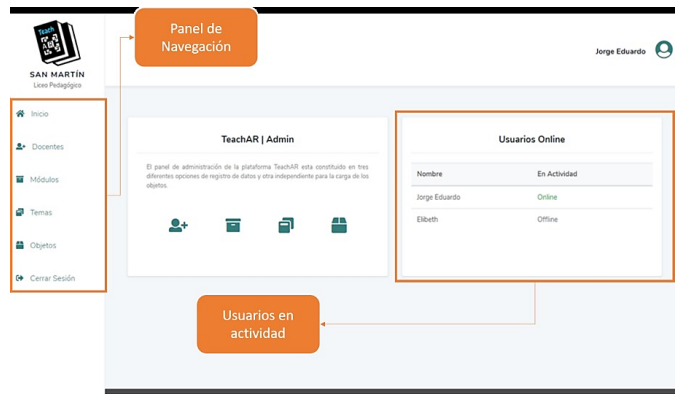 Panel de
Navegación
Teach
SAN MARTÍN
Liceo Pedagógico
Jorge Eduardo
Inicio
Docentes
Módulos
Temas
Objetos
Cerrar Sesión
TeachAR | Admin
El panel de administración de la plataforma TeachAR esta constituido en tres
diferentes opciones de registro de datos y otra independiente para la carga de los
objetos.
Usuarios Online
Nombre En Actividad
Jorge Eduardo Online
Elibeth Offline
Usuarios en
actividad